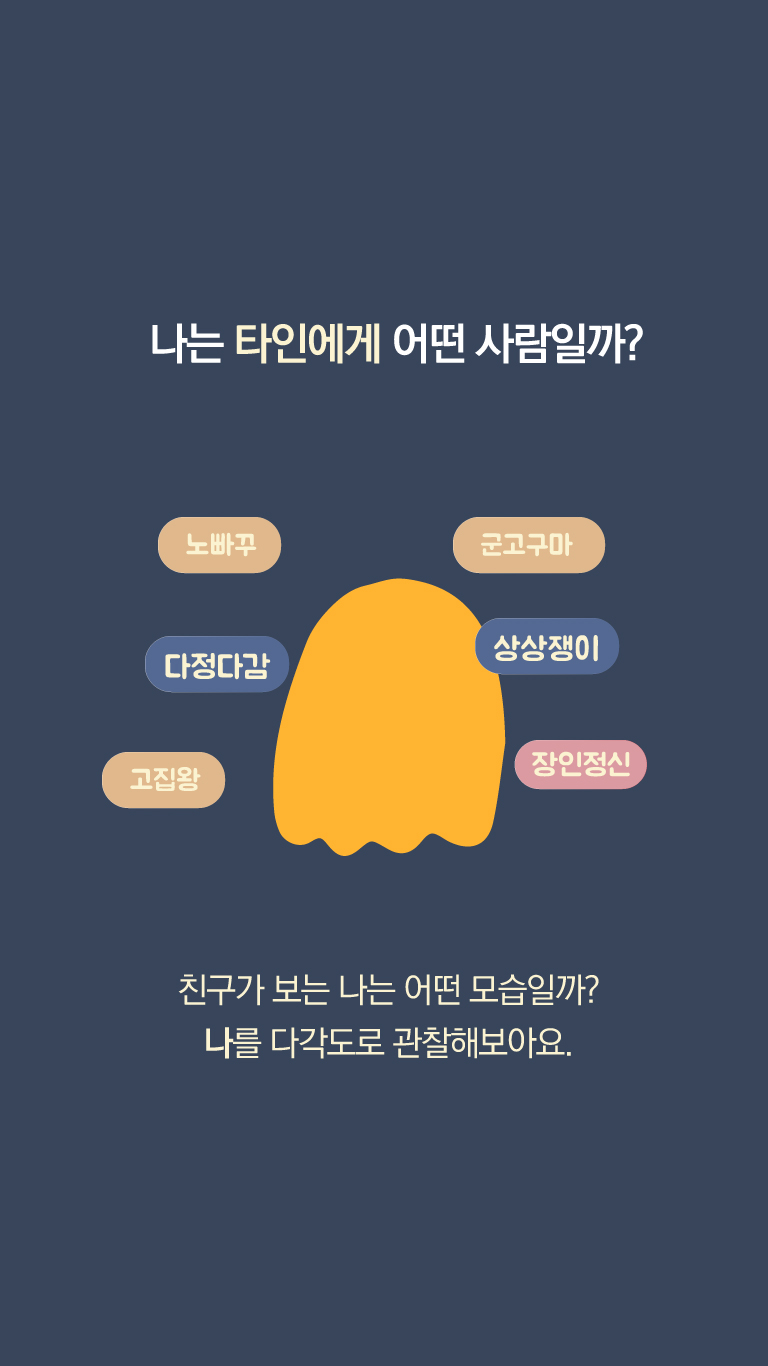 나는 타인에게 어떤 사람일까?
노빠꾸
군고구마
상상쟁이
다정다감
장인정신
고집왕
친구가 보는 나는 어떤 모습일까?
나를 다각도로 관찰해보아요.